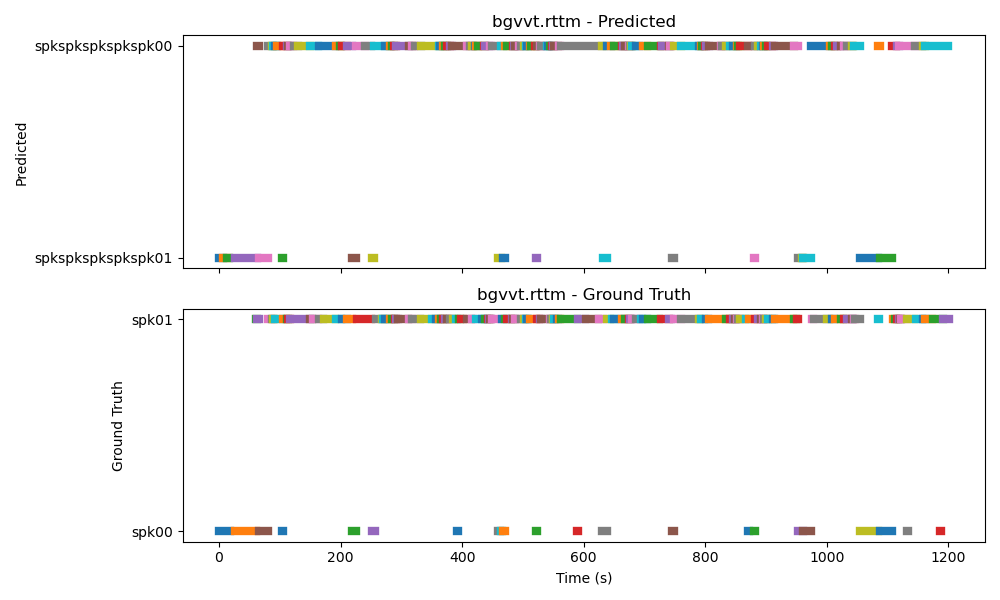 bgvvt.rttm - Predicted
spkspkspkspkspk00
Predicted
spkspkspkspkspk01
bgvvt.rttm - Ground Truth
spk01
Ground Truth
spk00
0 200 400 600 800 1000 1200
Time (s)